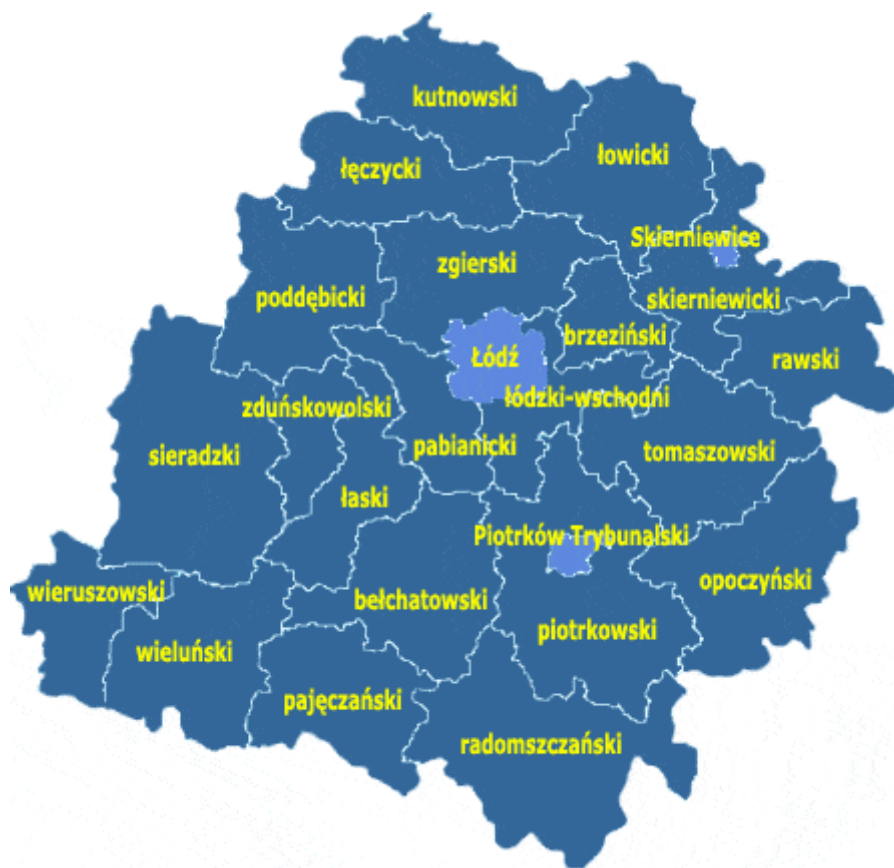 kutnowski
łowicki
łęczycki
Skierniewice
zgierski
poddębicki
skierniewicki
brzeziński
Łódź
rawski
łódzki-wschodni
zduńskowolski
pabianicki
sieradzki
tomaszowski
łaski
Piotrków Trybunalski
opoczyński
wieruszowski
bełchatowski
piotrkowski
wieluński
pajęczański
radomszczański